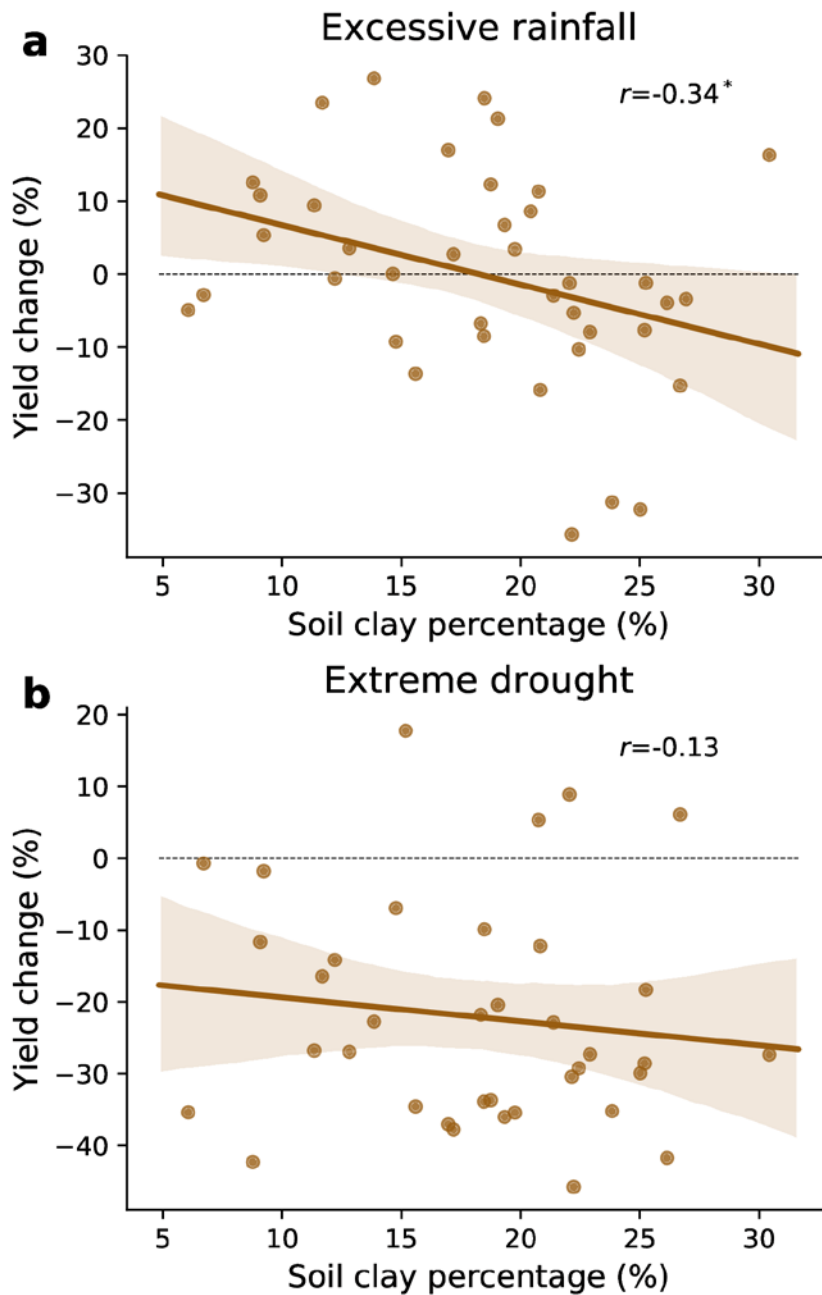 a Excessive rainfall
r=-0.34*
Yield change (%)
30
20
10
0
−10
−20
−30
5 10 15 20 25 30
Soil clay percentage (%)
b Extreme drought
r=-0.13
Yield change (%)
20
10
0
−10
−20
−30
−40
5 10 15 20 25 30
Soil clay percentage (%)